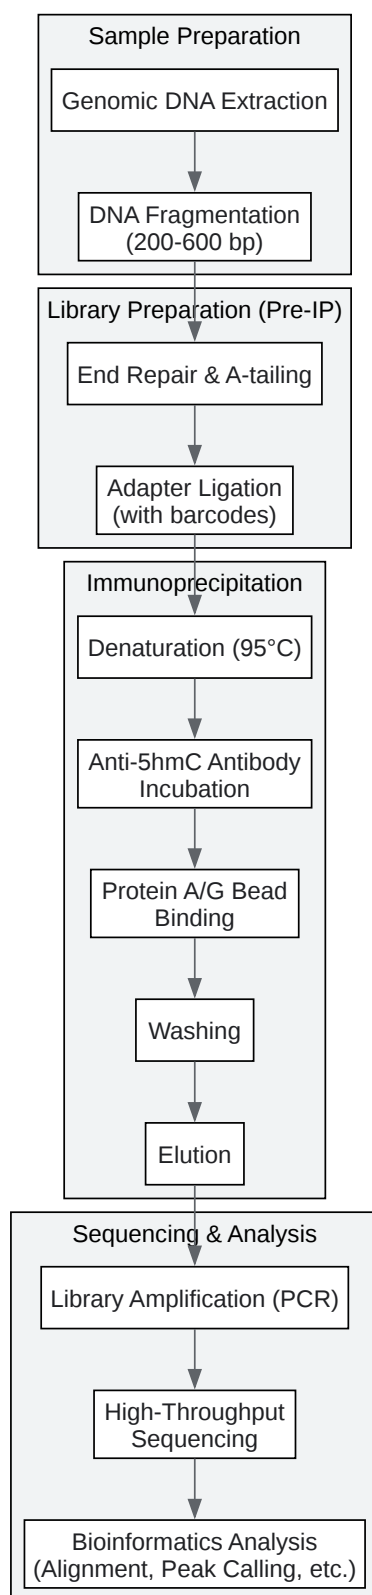 Sample Preparation
Genomic DNA Extraction
DNA Fragmentation
(200-600 bp)
Library Preparation (Pre-IP)
End Repair & A-tailing
Adapter Ligation
(with barcodes)
Immunoprecipitation
Denaturation (95°C)
Anti-5hmC Antibody
Incubation
Protein A/G Bead
Binding
Washing
Elution
Sequencing & Analysis
Library Amplification (PCR)
High-Throughput
Sequencing
Bioinformatics Analysis
(Alignment, Peak Calling, etc.)